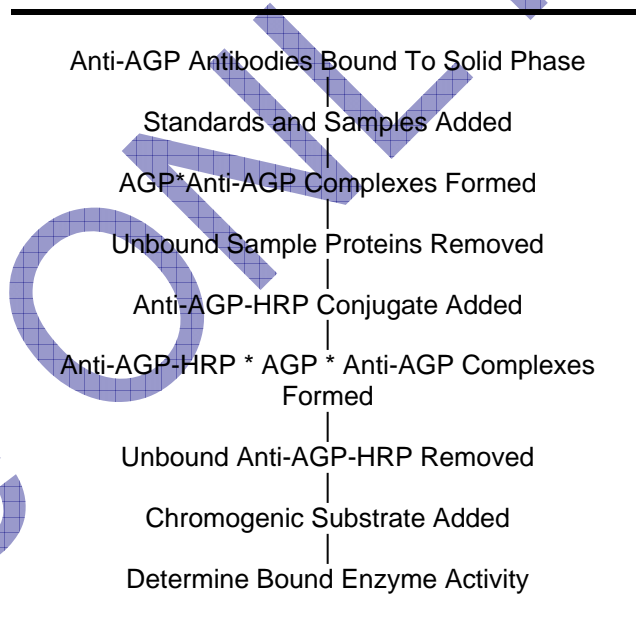 Anti-AGP Antibodies Bound To Solid Phase
Standards and Samples Added
AGP*Anti-AGP Complexes Formed
Unbound Sample Proteins Removed
Anti-AGP-HRP Conjugate Added
Anti-AGP-HRP * AGP * Anti-AGP Complexes
Formed
Unbound Anti-AGP-HRP Removed
Chromogenic Substrate Added
Determine Bound Enzyme Activity